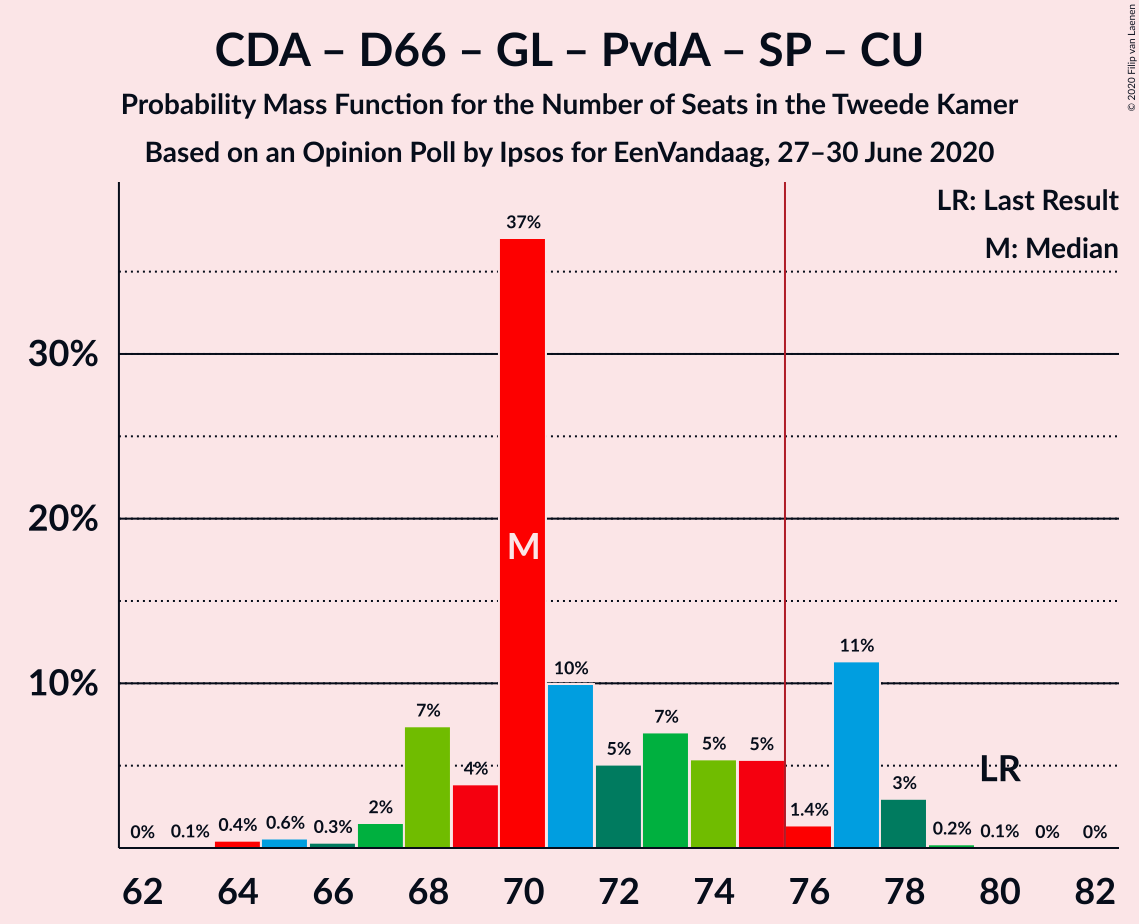 CDA – D66 – GL – PvdA – SP – CU
Probability Mass Function for the Number of Seats in the Tweede Kamer
Based on an Opinion Poll by Ipsos for EenVandaag, 27–30 June 2020
© 2020 Filip van Laenen
LR: Last Result
M: Median
37%
30%
20%
M
11%
10%
10%
7%
7%
5%
5%
5%
LR
4%
3%
2%
1.4%
0% 0.1% 0.4% 0.6% 0.3% 0.2% 0.1% 0% 0%
62 64 66 68 70 72 74 76 78 80 82